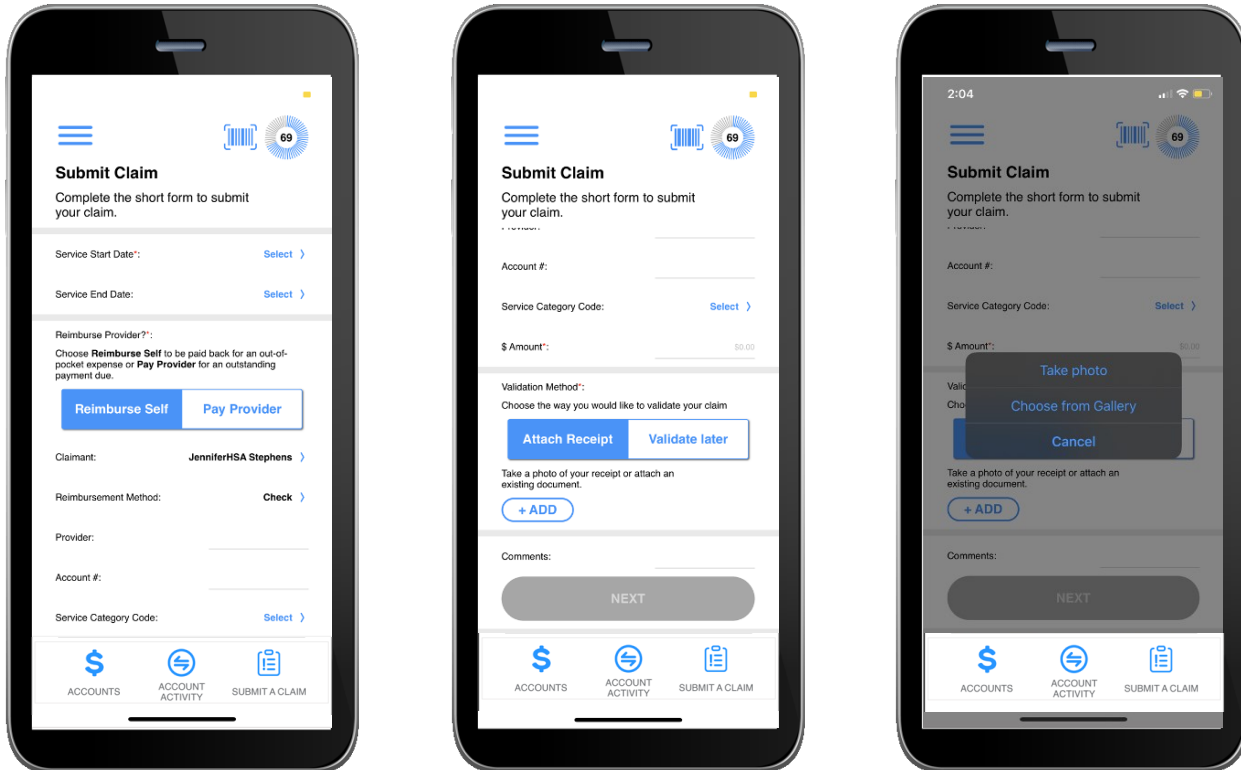 69
Submit Claim
Complete the short form to submit
your claim.
Service Start Date*:
Select 〉
Service End Date:
Select 〉
Reimburse Provider?*:
Choose Reimburse Self to be paid back for an out-of-
pocket expense or Pay Provider for an outstanding
payment due.
Reimburse Self
Pay Provider
Claimant:
JenniferHSA Stephens 〉
Reimbursement Method:
Check 〉
Provider:
Account #:
Service Category Code:
Select 〉
ACCOUNTS
ACCOUNT
ACTIVITY
SUBMIT A CLAIM
69
Submit Claim
Complete the short form to submit
your claim.
Provider:
Account #:
Service Category Code:
Select 〉
$ Amount*:
$0.00
Validation Method*:
Choose the way you would like to validate your claim
Attach Receipt
Validate later
Take a photo of your receipt or attach an
existing document.
+ ADD
Comments:
NEXT
ACCOUNTS
ACCOUNT
ACTIVITY
SUBMIT A CLAIM
2:04
69
Submit Claim
Complete the short form to submit
your claim.
Provider:
Account #:
Service Category Code:
Select 〉
$ Amount*:
$0.00
Take photo
Choose from Gallery
Cancel
Take a photo of your receipt or attach an
existing document.
+ ADD
Comments:
NEXT
ACCOUNTS
ACCOUNT
ACTIVITY
SUBMIT A CLAIM